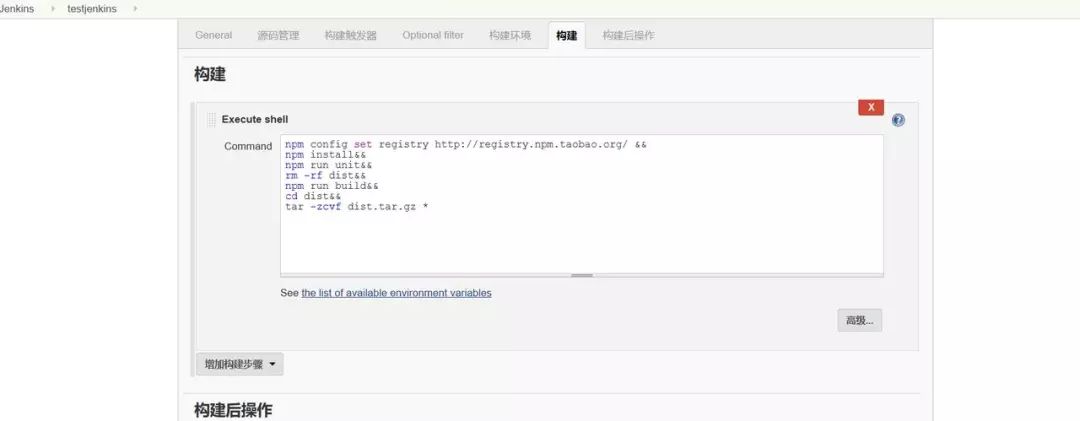 Jenkins testjenkins
General 源码管理 构建触发器 Optional filter 构建环境 构建 构建后操作
构建
X
Execute shell
Command
npm config set registry http://registry.npm.taobao.org/ &&
npm install&&
npm run unit&&
rm -rf dist&&
npm run build&&
cd dist&&
tar -zcvf dist.tar.gz *
See the list of available environment variables
高级...
增加构建步骤
构建后操作